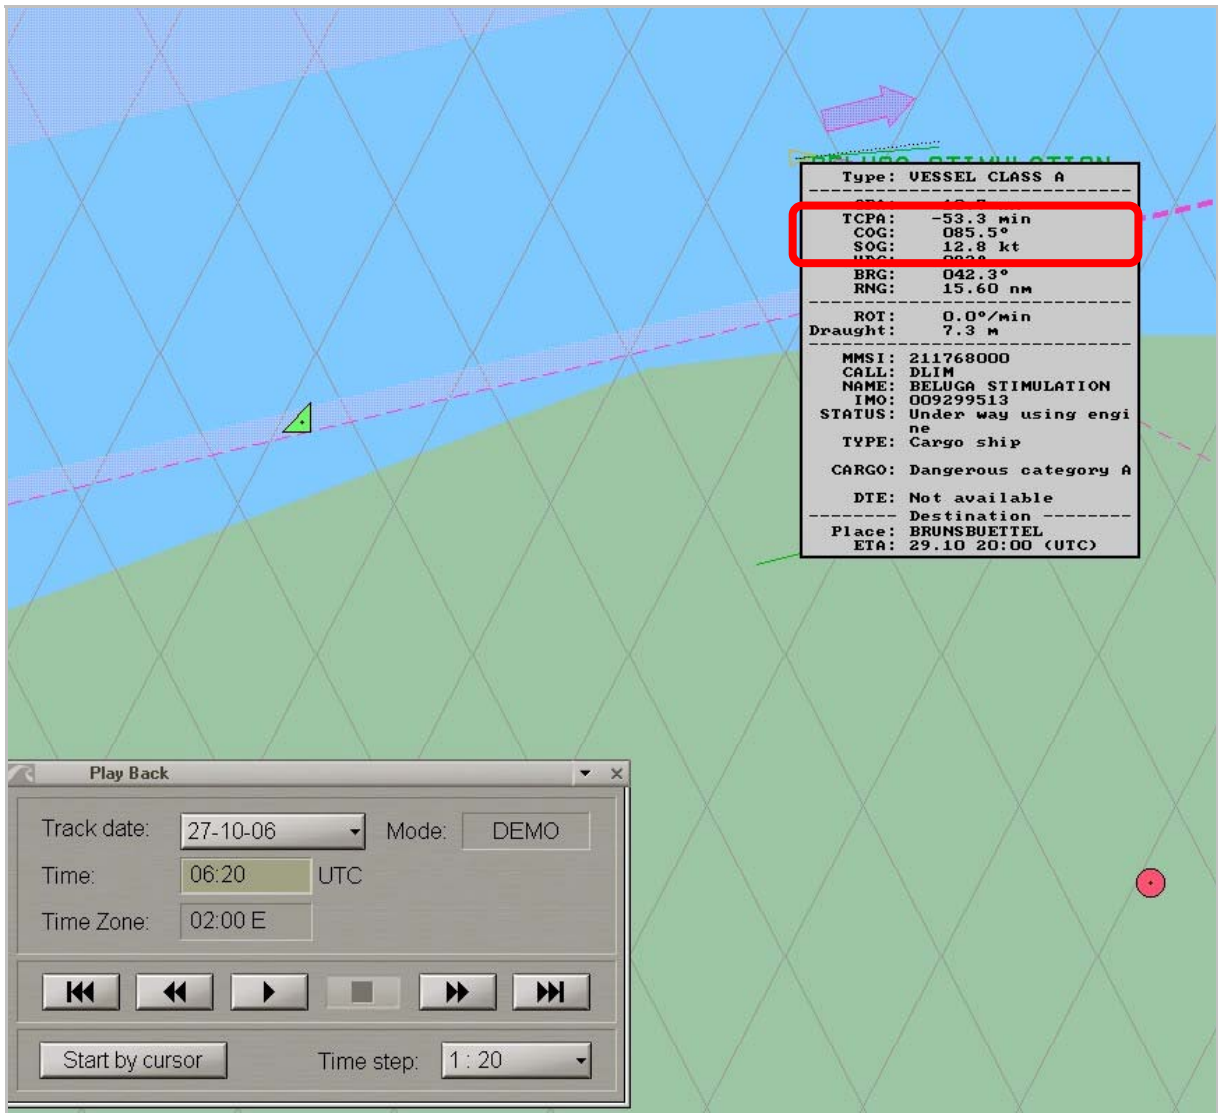 Type: VESSEL CLASS A
TCPA: -53.3 min
COG: 085.5°
SOG: 12.8 kt
BRG: 042.3°
RNG: 15.60 nm
ROT: 0.0°/min
Draught: 7.3 m
MMSI: 211768000
CALL: DLIM
NAME: BELUGA STIMULATION
IMO: 009299513
STATUS: Under way using engi
ne
TYPE: Cargo ship
CARGO: Dangerous category A
DTE: Not available
-------- Destination --------
Place: BRUNSBUETTEL
ETA: 29.10 20:00 (UTC)
Play Back
Track date: 27-10-06 Mode: DEMO
Time: 06:20 UTC
Time Zone: 02:00 E
Start by cursor Time step: 1 : 20